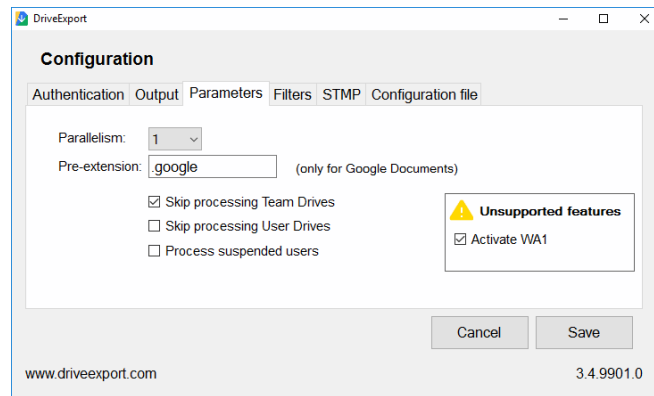 DriveExport
Configuration
Authentication Output Parameters Filters STMP Configuration file
Parallelism: 1
Pre-extension: .google (only for Google Documents)
Skip processing Team Drives
Skip processing User Drives
Process suspended users
Unsupported features
Activate WA1
Cancel Save
www.driveexport.com 3.4.9901.0